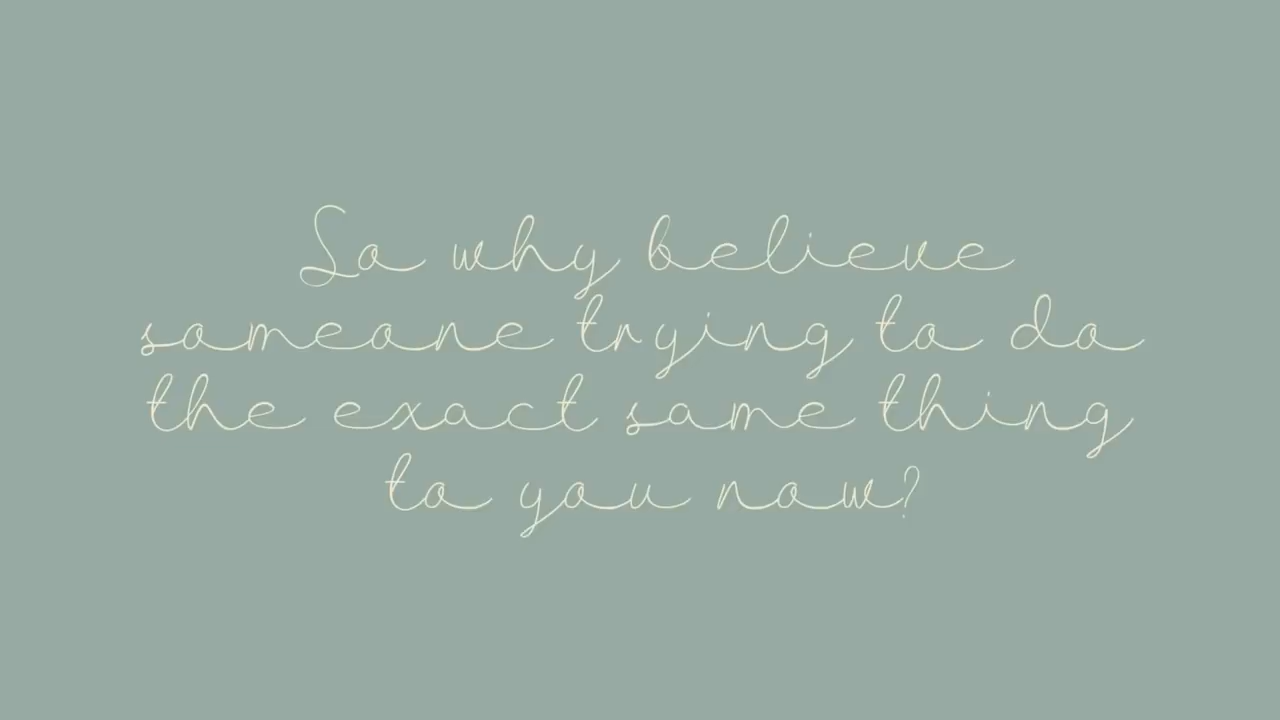 So why believe
someone trying to do
the exact same thing
to you now?